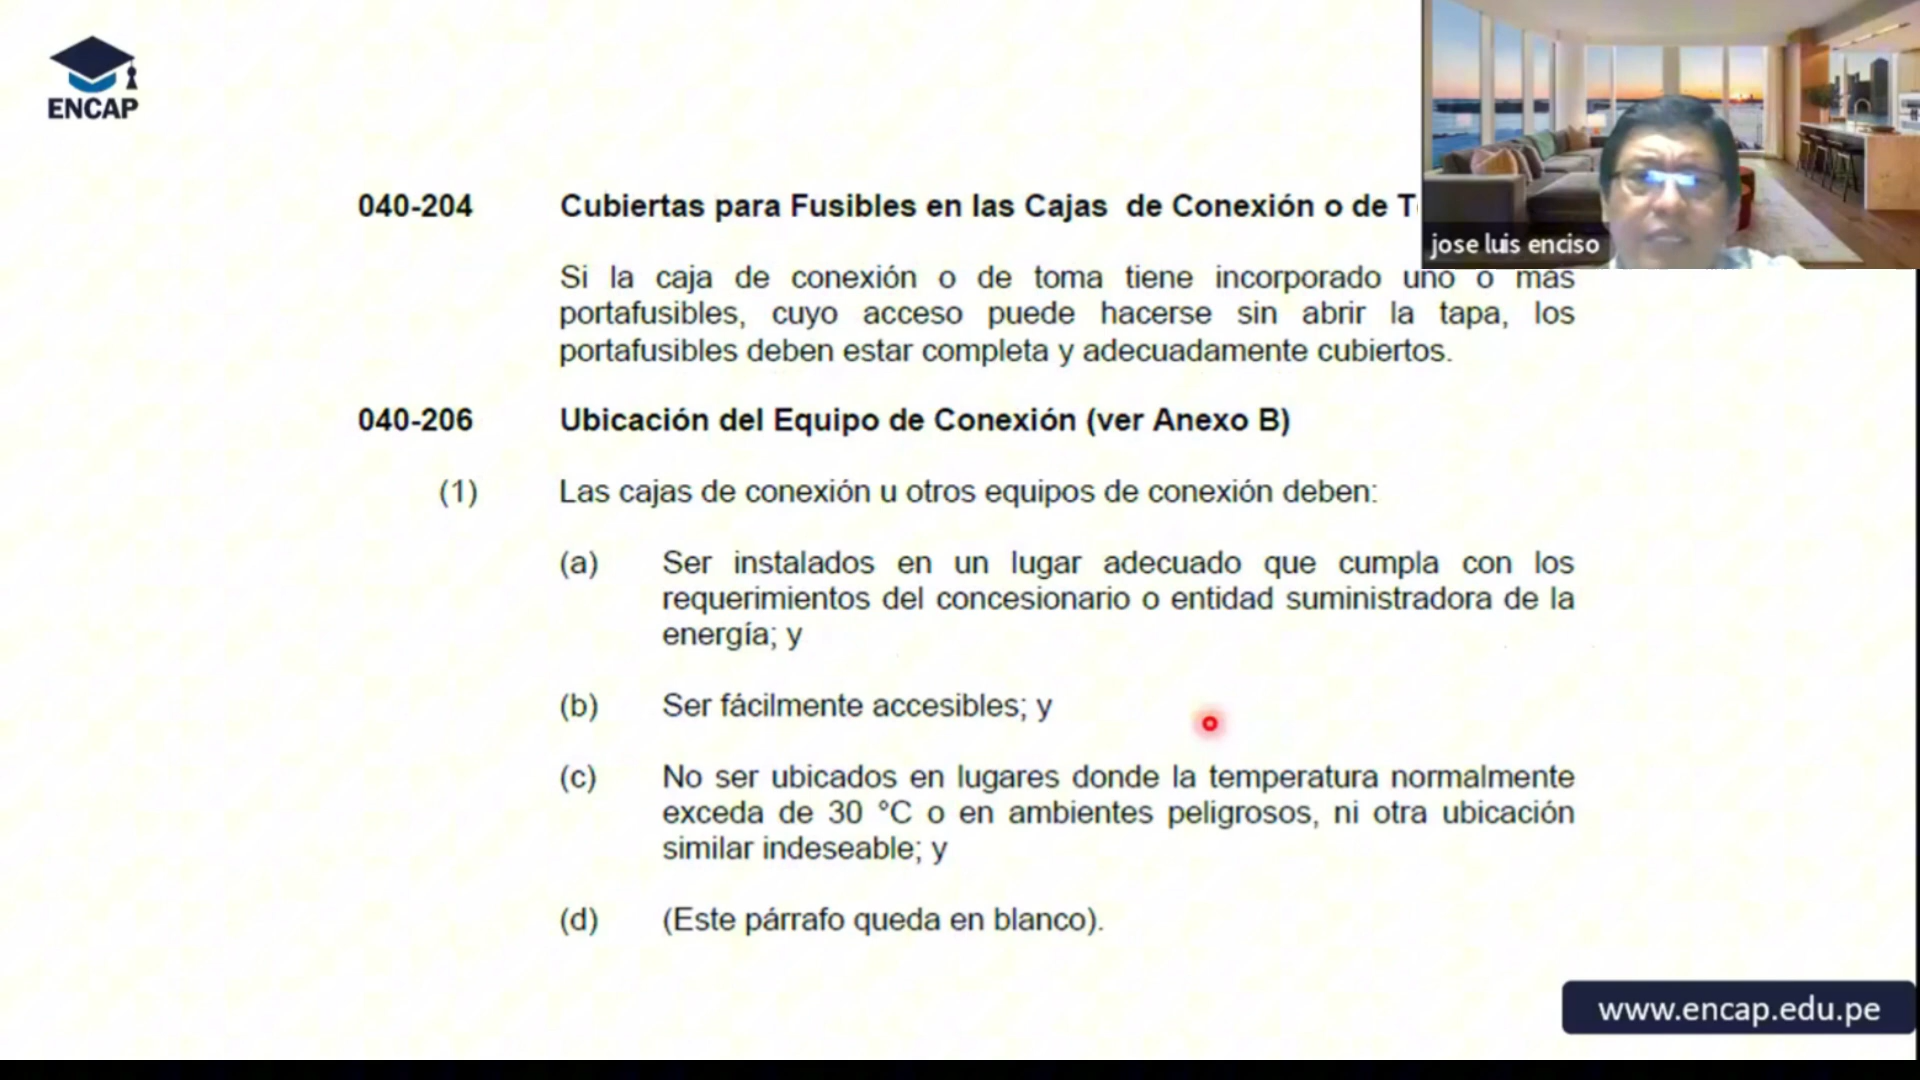 ENCAP
040-204 Cubiertas para Fusibles en las Cajas de Conexión o de
jose luis enciso
Si la caja de conexión o de toma tiene incorporado uno o más
portafusibles, cuyo acceso puede hacerse sin abrir la tapa, los
portafusibles deben estar completa y adecuadamente cubiertos.
040-206 Ubicación del Equipo de Conexión (ver Anexo B)
(1) Las cajas de conexión u otros equipos de conexión deben:
(a) Ser instalados en un lugar adecuado que cumpla con los
requerimientos del concesionario o entidad suministradora de la
energía; y
(b) Ser fácilmente accesibles; y
(c) No ser ubicados en lugares donde la temperatura normalmente
exceda de 30 °C o en ambientes peligrosos, ni otra ubicación
similar indeseable; y
(d) (Este párrafo queda en blanco).
www.encap.edu.pe